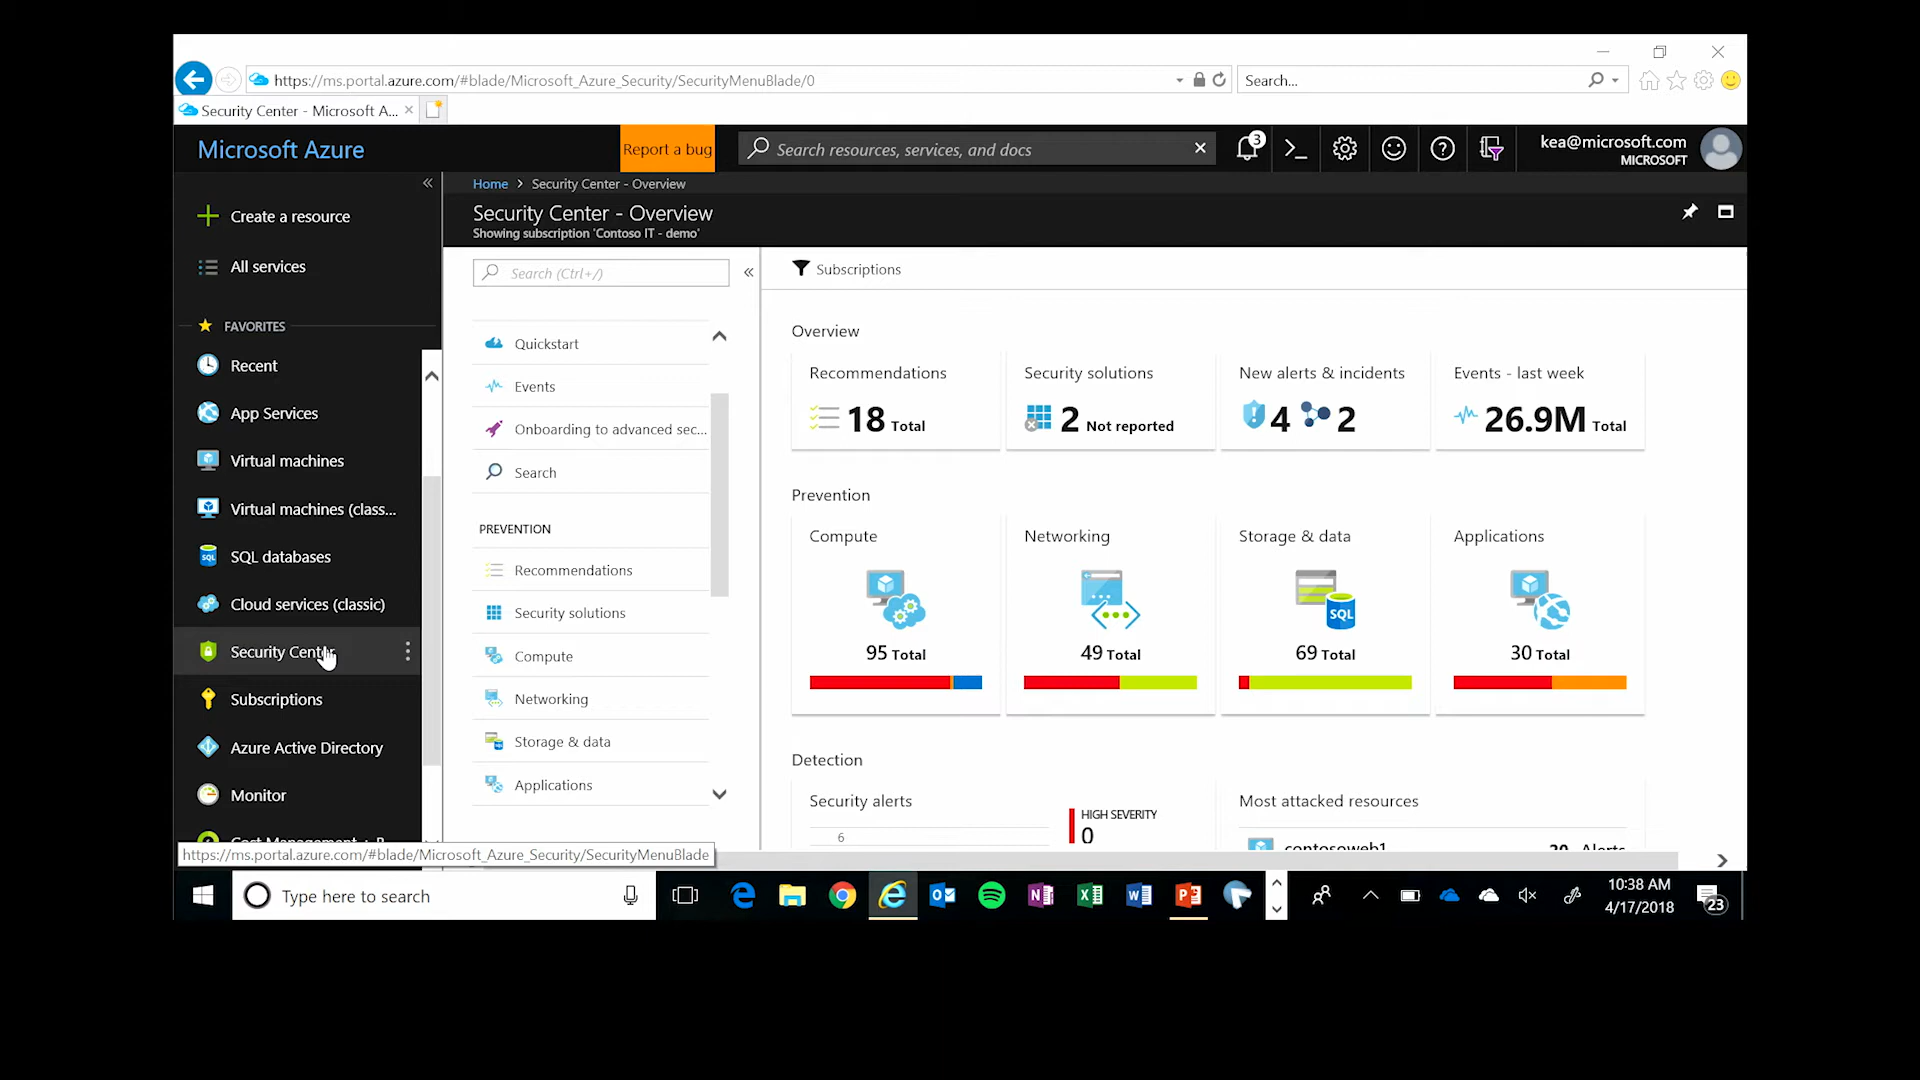 https://ms.portal.azure.com/#blade/Microsoft_Azure_Security/SecurityMenuBlade/0
Search...
Security Center - Microsoft A...
Microsoft Azure
Report a bug
Search resources, services, and docs
3
kea@microsoft.com
MICROSOFT
Home > Security Center - Overview
Security Center - Overview
Showing subscription 'Contoso IT - demo'
Create a resource
All services
FAVORITES
Recent
App Services
Virtual machines
Virtual machines (class...
SQL databases
Cloud services (classic)
Security Center
Subscriptions
Azure Active Directory
Monitor
https://ms.portal.azure.com/#blade/Microsoft_Azure_Security/SecurityMenuBlade
Search (Ctrl+/)
Quickstart
Events
Onboarding to advanced sec...
Search
PREVENTION
Recommendations
Security solutions
Compute
Networking
Storage & data
Applications
Subscriptions
Overview
Recommendations
18 Total
Security solutions
2 Not reported
New alerts & incidents
4 2
Events - last week
26.9M Total
Prevention
Compute
95 Total
Networking
49 Total
Storage & data
SQL
69 Total
Applications
30 Total
Detection
Security alerts
6
HIGH SEVERITY
0
Most attacked resources
contosoweb1
20 Alerts
Type here to search
10:38 AM
4/17/2018
23